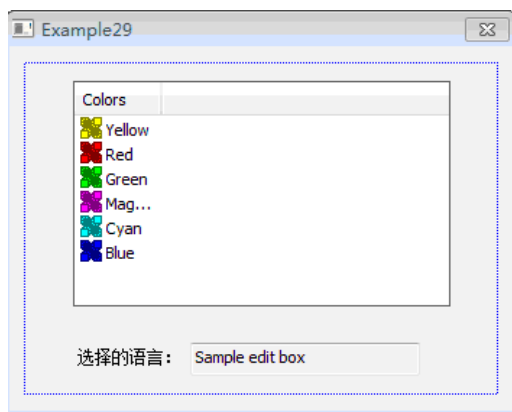 Example29
Colors
Yellow
Red
Green
Mag...
Cyan
Blue
选择的语言： Sample edit box